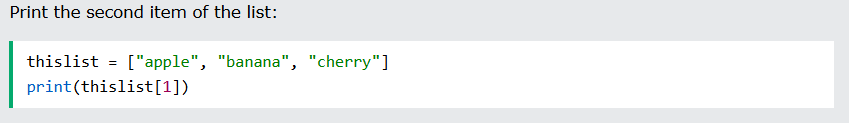 Print the second item of the list:
thislist = ["apple", "banana", "cherry"]
print(thislist[1])